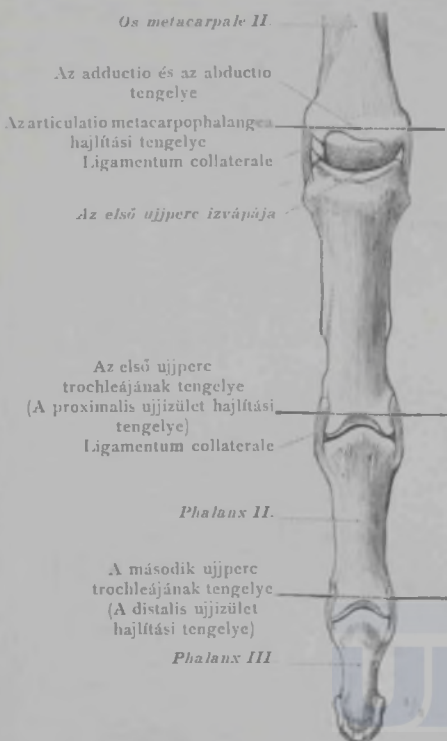 Os metacarpale II
Az adductio és az abductio
tengelye
Az articulatio metacarpophalangea
hajlítási tengelye
Ligamentum collaterale
Az első ujjperc izvápája
Az első ujjperc
trochleájának tengelye
(A proximalis ujjizület hajlítási
tengelye)
Ligamentum collaterale
Phalanx II.
A második ujjperc
trochleájának tengelye
(A distalis ujjizület
hajlítási tengelye)
Phalanx III